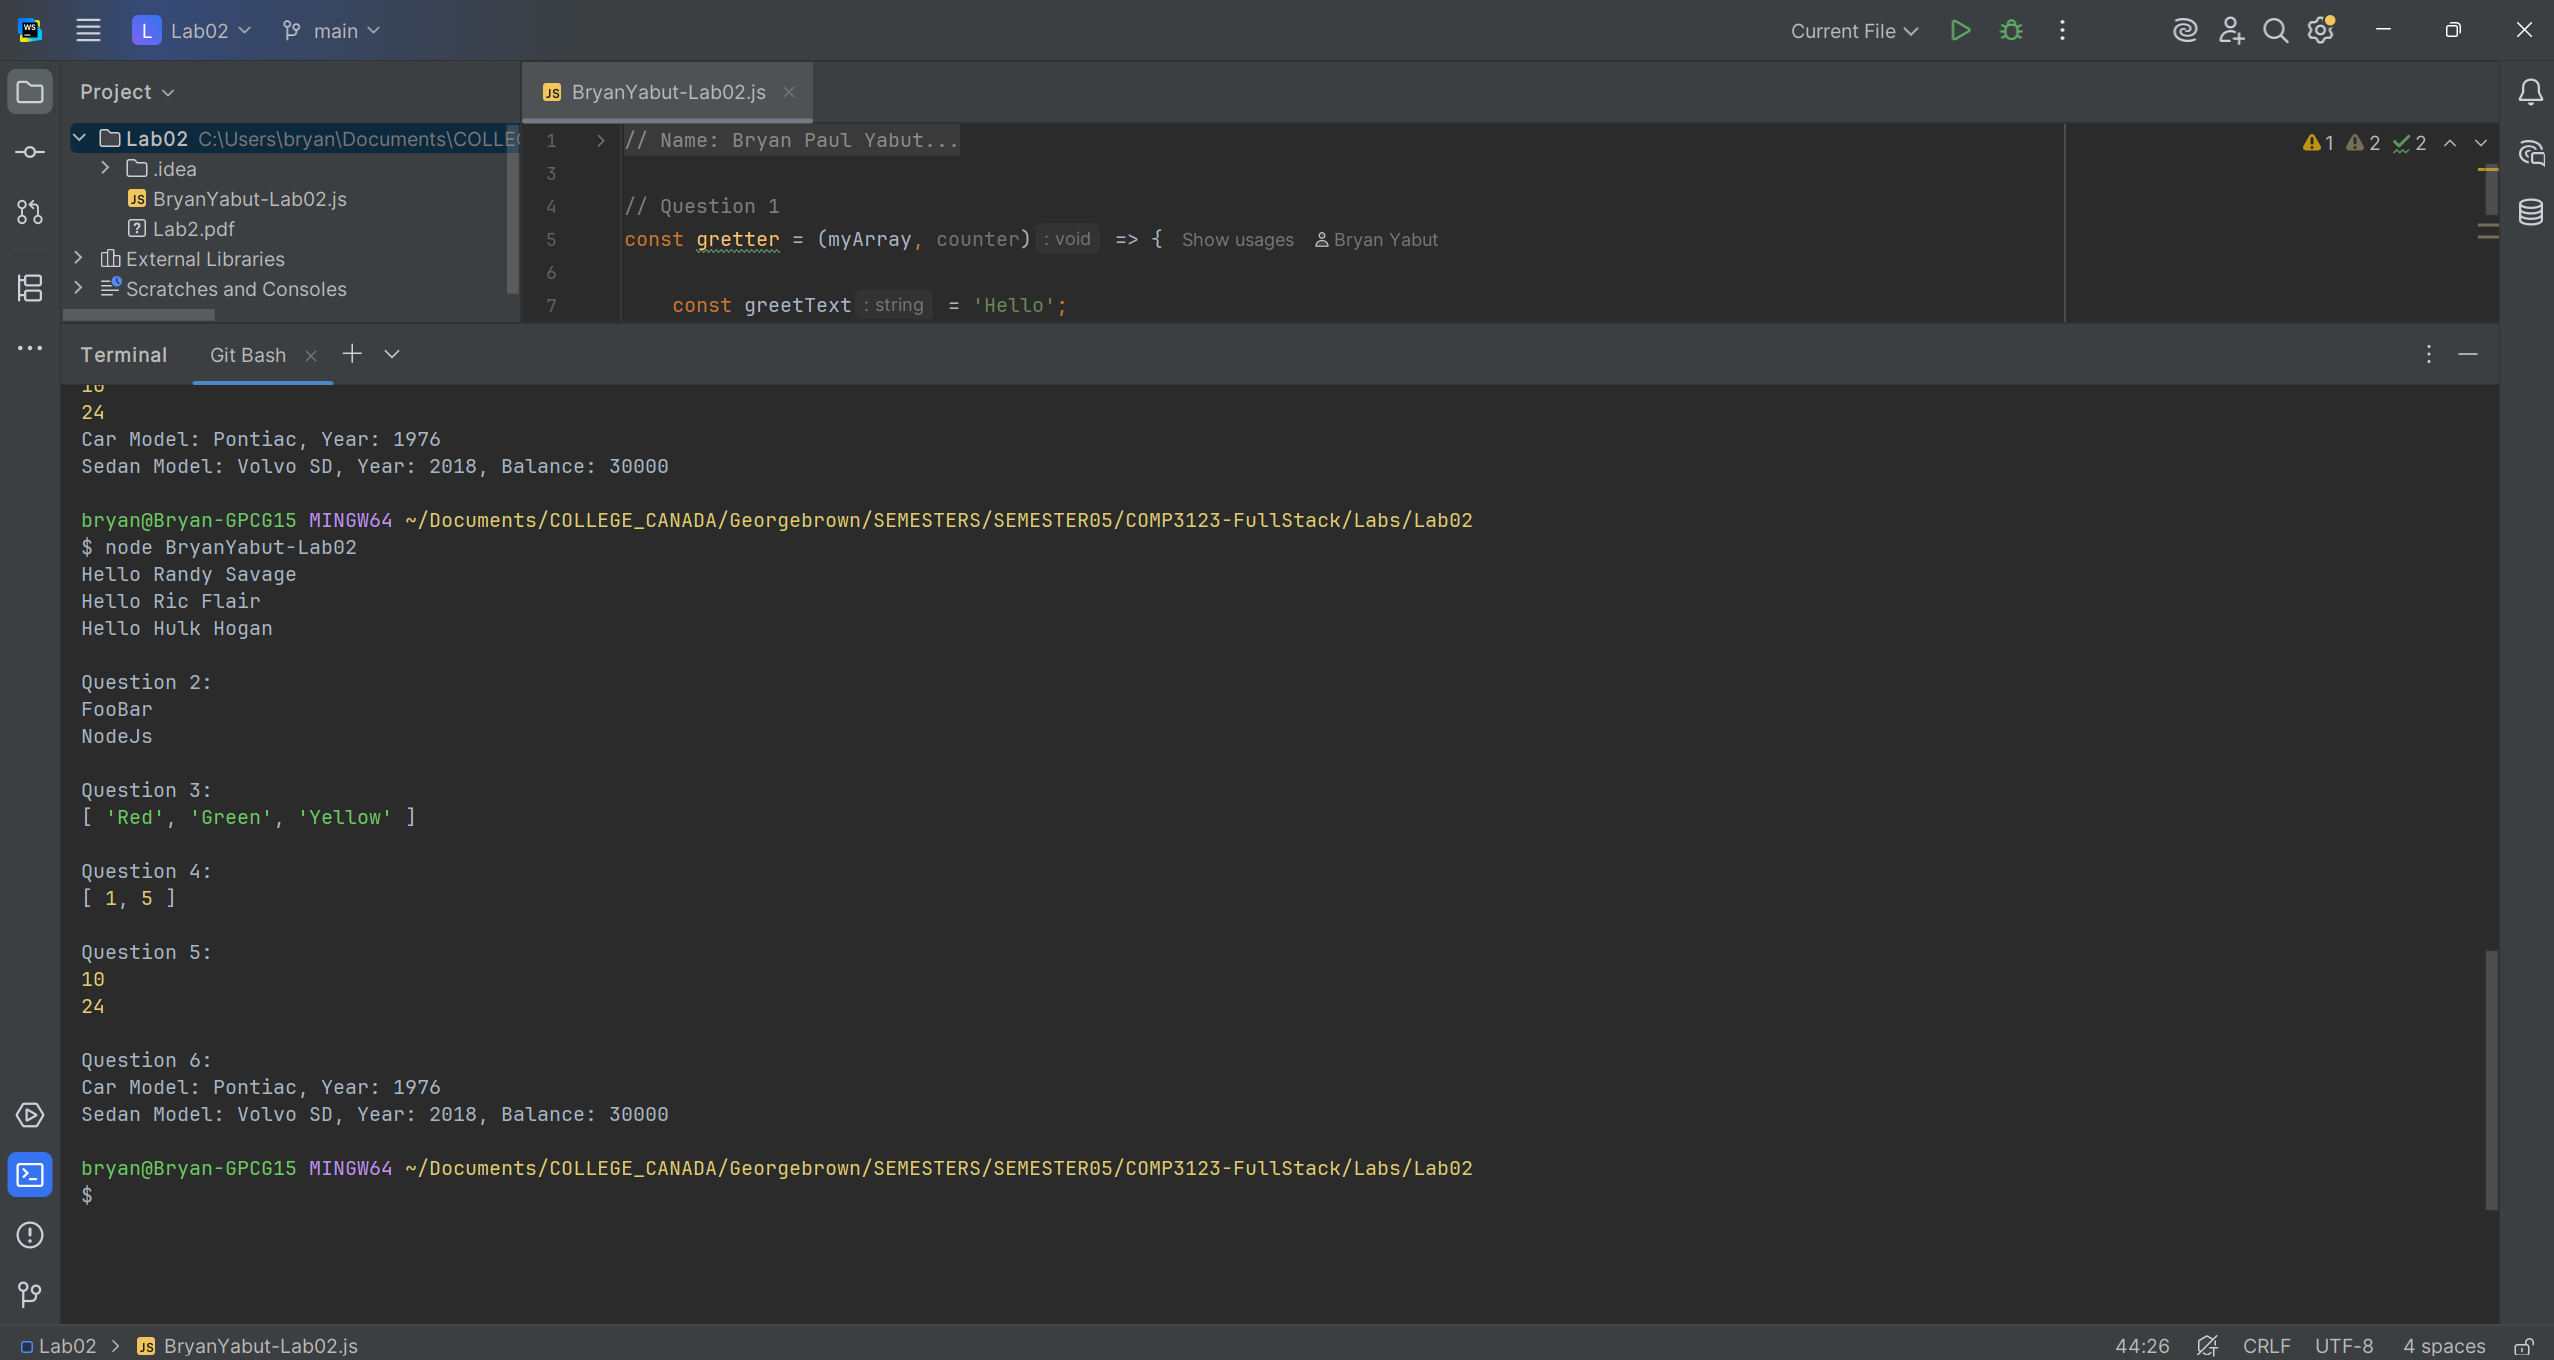 WS
L Lab02 main Current File
Project
Lab02 C:\Users\bryan\Documents\COLLE
.idea
JS BryanYabut-Lab02.js
? Lab2.pdf
External Libraries
Scratches and Consoles
JS BryanYabut-Lab02.js
1 // Name: Bryan Paul Yabut...
3
4 // Question 1
5 const gretter = (myArray, counter) : void => { Show usages Bryan Yabut
6
7 const greetText : string = 'Hello';
1 2 2
Terminal Git Bash
10
24
Car Model: Pontiac, Year: 1976
Sedan Model: Volvo SD, Year: 2018, Balance: 30000
bryan@Bryan-GPCG15 MINGW64 ~/Documents/COLLEGE_CANADA/Georgebrown/SEMESTERS/SEMESTER05/COMP3123-FullStack/Labs/Lab02
$ node BryanYabut-Lab02
Hello Randy Savage
Hello Ric Flair
Hello Hulk Hogan
Question 2:
FooBar
NodeJs
Question 3:
[ 'Red', 'Green', 'Yellow' ]
Question 4:
[ 1, 5 ]
Question 5:
10
24
Question 6:
Car Model: Pontiac, Year: 1976
Sedan Model: Volvo SD, Year: 2018, Balance: 30000
bryan@Bryan-GPCG15 MINGW64 ~/Documents/COLLEGE_CANADA/Georgebrown/SEMESTERS/SEMESTER05/COMP3123-FullStack/Labs/Lab02
$
Lab02 > JS BryanYabut-Lab02.js 44:26 CRLF UTF-8 4 spaces